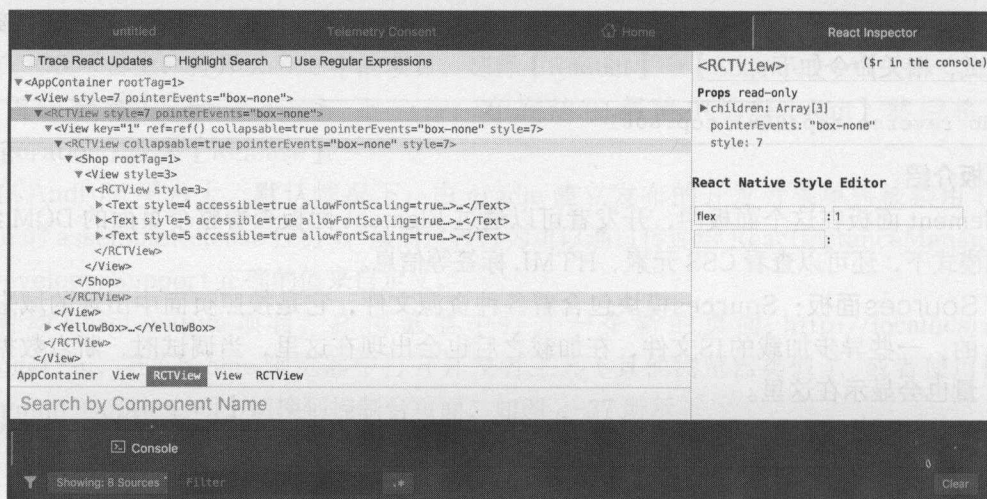 untitled
Telemetry Consent
Home
React Inspector
Trace React Updates Highlight Search Use Regular Expressions
▼<AppContainer rootTag=1>
▼<View style=7 pointerEvents="box-none">
▼<RCTView style=7 pointerEvents="box-none">
▼<View key="1" ref=ref() collapsable=true pointerEvents="box-none" style=7>
▼<RCTView collapsable=true pointerEvents="box-none" style=7>
▼<Shop rootTag=1>
▼<View style=3>
▼<RCTView style=3>
▶<Text style=4 accessible=true allowFontScaling=true…>…</Text>
▶<Text style=5 accessible=true allowFontScaling=true…>…</Text>
▶<Text style=5 accessible=true allowFontScaling=true…>…</Text>
</RCTView>
</View>
</Shop>
</RCTView>
</View>
▶<YellowBox>…</YellowBox>
</RCTView>
</View>
AppContainer View RCTView View RCTView
Search by Component Name
<RCTView> ($r in the console)
Props read-only
▶children: Array[3]
pointerEvents: "box-none"
style: 7
React Native Style Editor
flex : 1
:
Console
Showing: 8 Sources Filter .* Clear